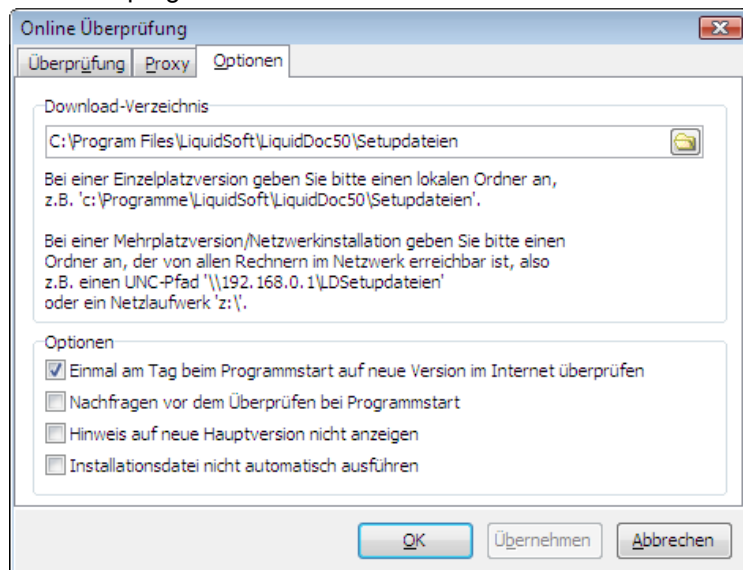 Online Überprüfung
Überprüfung Proxy Optionen
Download-Verzeichnis
C:\Program Files\LiquidSoft\LiquidDoc50\Setupdateien
Bei einer Einzelplatzversion geben Sie bitte einen lokalen Ordner an,
z.B. 'c:\Programme\LiquidSoft\LiquidDoc50\Setupdateien'.
Bei einer Mehrplatzversion/Netzwerkinstallation geben Sie bitte einen
Ordner an, der von allen Rechnern im Netzwerk erreichbar ist, also
z.B. einen UNC-Pfad '\\192.168.0.1\LDSetupdateien'
oder ein Netzlaufwerk 'z:\'.
Optionen
Einmal am Tag beim Programmstart auf neue Version im Internet überprüfen
Nachfragen vor dem Überprüfen bei Programmstart
Hinweis auf neue Hauptversion nicht anzeigen
Installationsdatei nicht automatisch ausführen
OK Übernehmen Abbrechen